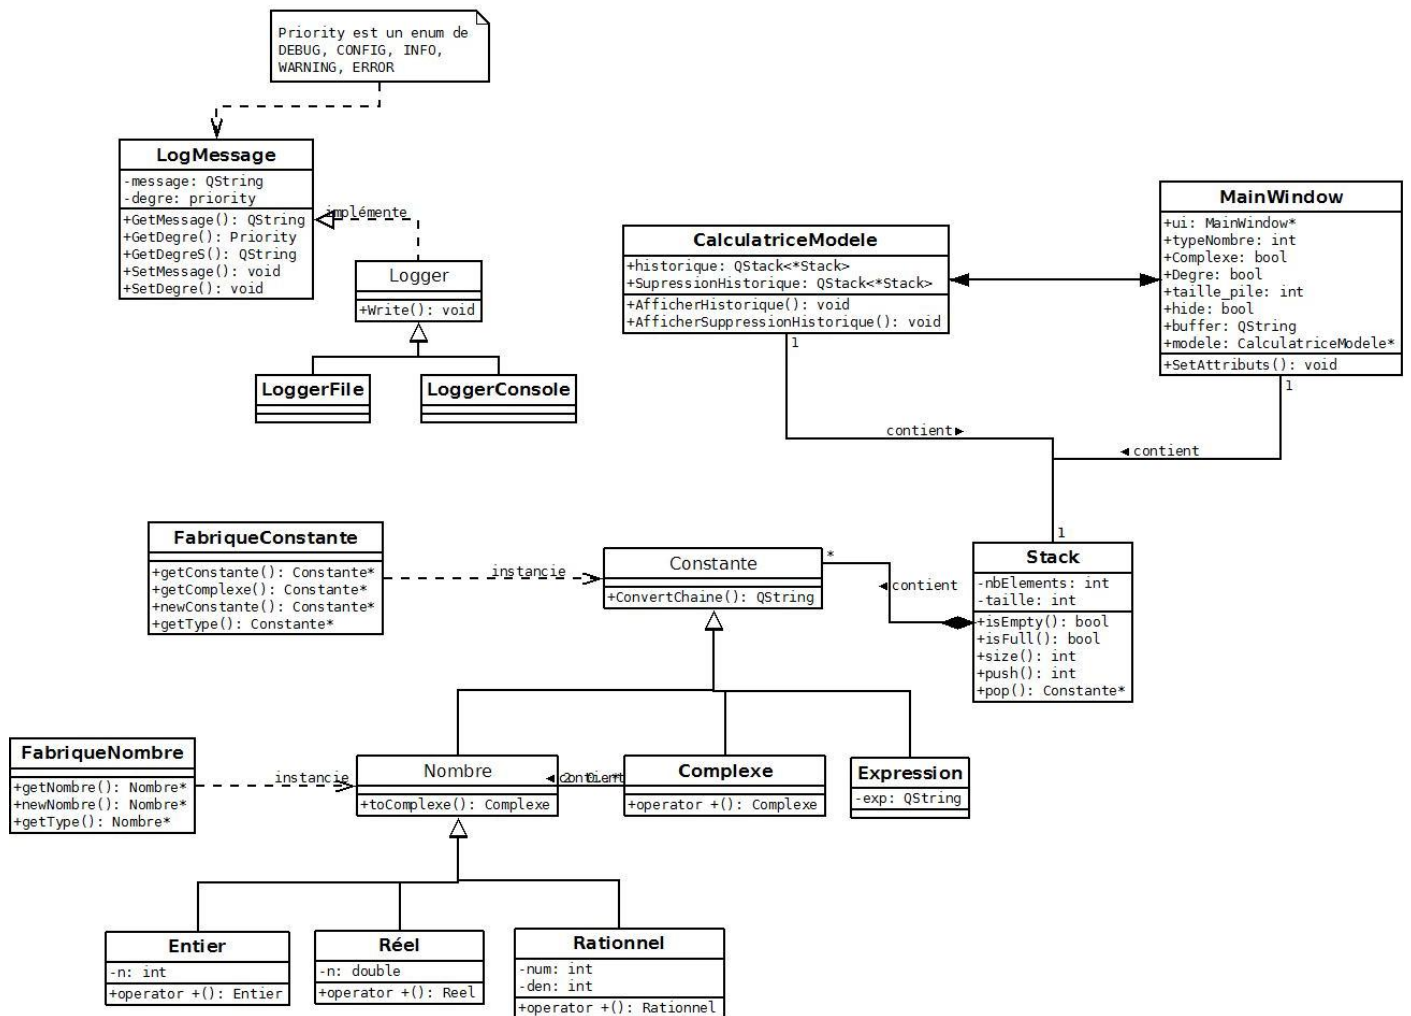 Priority est un enum de
DEBUG, CONFIG, INFO,
WARNING, ERROR
LogMessage
-message: QString
-degre: priority
+GetMessage(): QString
+GetDegre(): Priority
+GetDegreS(): QString
+SetMessage(): void
+SetDegre(): void
implémente
Logger
+Write(): void
LoggerFile
LoggerConsole
CalculatriceModele
+historique: QStack<*Stack>
+SupressionHistorique: QStack<*Stack>
+AfficherHistorique(): void
+AfficherSuppressionHistorique(): void
1
MainWindow
+ui: MainWindow*
+typeNombre: int
+Complexe: bool
+Degre: bool
+taille_pile: int
+hide: bool
+buffer: QString
+modele: CalculatriceModele*
+SetAttributs(): void
1
contient
contient
1
FabriqueConstante
+getConstante(): Constante*
+getComplexe(): Constante*
+newConstante(): Constante*
+getType(): Constante*
instancie
Constante
+ConvertChaine(): QString
*
contient
Stack
-nbElements: int
-taille: int
+isEmpty(): bool
+isFull(): bool
+size(): int
+push(): int
+pop(): Constante*
FabriqueNombre
+getNombre(): Nombre*
+newNombre(): Nombre*
+getType(): Nombre*
instancie
Nombre
+toComplexe(): Complexe
contient
Complexe
+operator +(): Complexe
Expression
-exp: QString
Entier
-n: int
+operator +(): Entier
Réel
-n: double
+operator +(): Reel
Rationnel
-num: int
-den: int
+operator +(): Rationnel